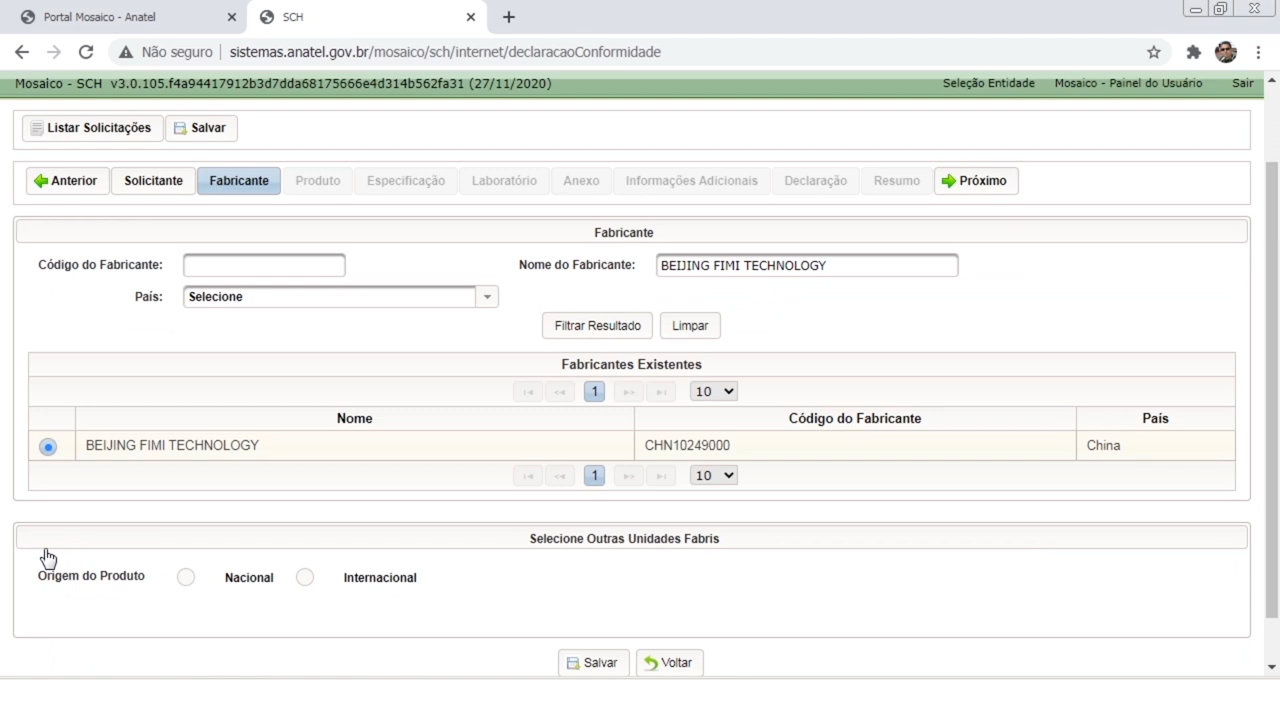 Portal Mosaico - Anatel
SCH
Não seguro
sistemas.anatel.gov.br/mosaico/sch/internet/declaracaoConformidade
Mosaico - SCH v3.0.105.f4a94417912b3d7dda68175666e4d314b562fa31 (27/11/2020)
Seleção Entidade Mosaico - Painel do Usuário Sair
Listar Solicitações Salvar
Anterior Solicitante Fabricante Produto Especificação Laboratório Anexo Informações Adicionais Declaração Resumo Próximo
Fabricante
Código do Fabricante: Nome do Fabricante: BEIJING FIMI TECHNOLOGY
País: Selecione
Filtrar Resultado Limpar
Fabricantes Existentes
1 10
Nome Código do Fabricante País
BEIJING FIMI TECHNOLOGY CHN10249000 China
1 10
Selecione Outras Unidades Fabris
Origem do Produto Nacional Internacional
Salvar Voltar